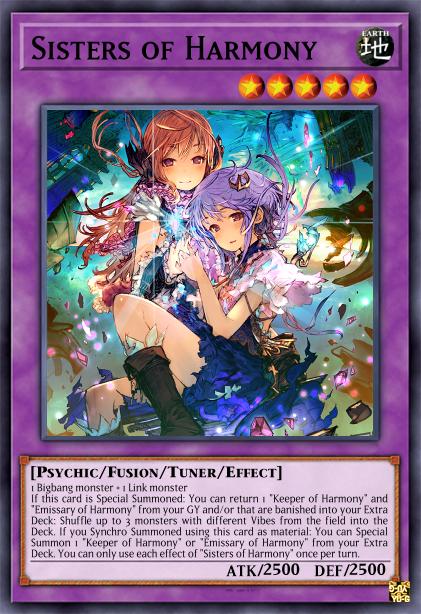 Sisters of Harmony
EARTH
地
[Psychic/Fusion/Tuner/Effect]
1 Bigbang monster + 1 Link monster
If this card is Special Summoned: You can return 1 "Keeper of Harmony" and
"Emissary of Harmony" from your GY and/or that are banished into your Extra
Deck: Shuffle up to 3 monsters with different Vibes from the field into the
Deck. If you Synchro Summoned using this card as material: You can Special
Summon 1 "Keeper of Harmony" or "Emissary of Harmony" from your Extra
Deck. You can only use each effect of "Sisters of Harmony" once per turn.
ATK/2500 DEF/2500